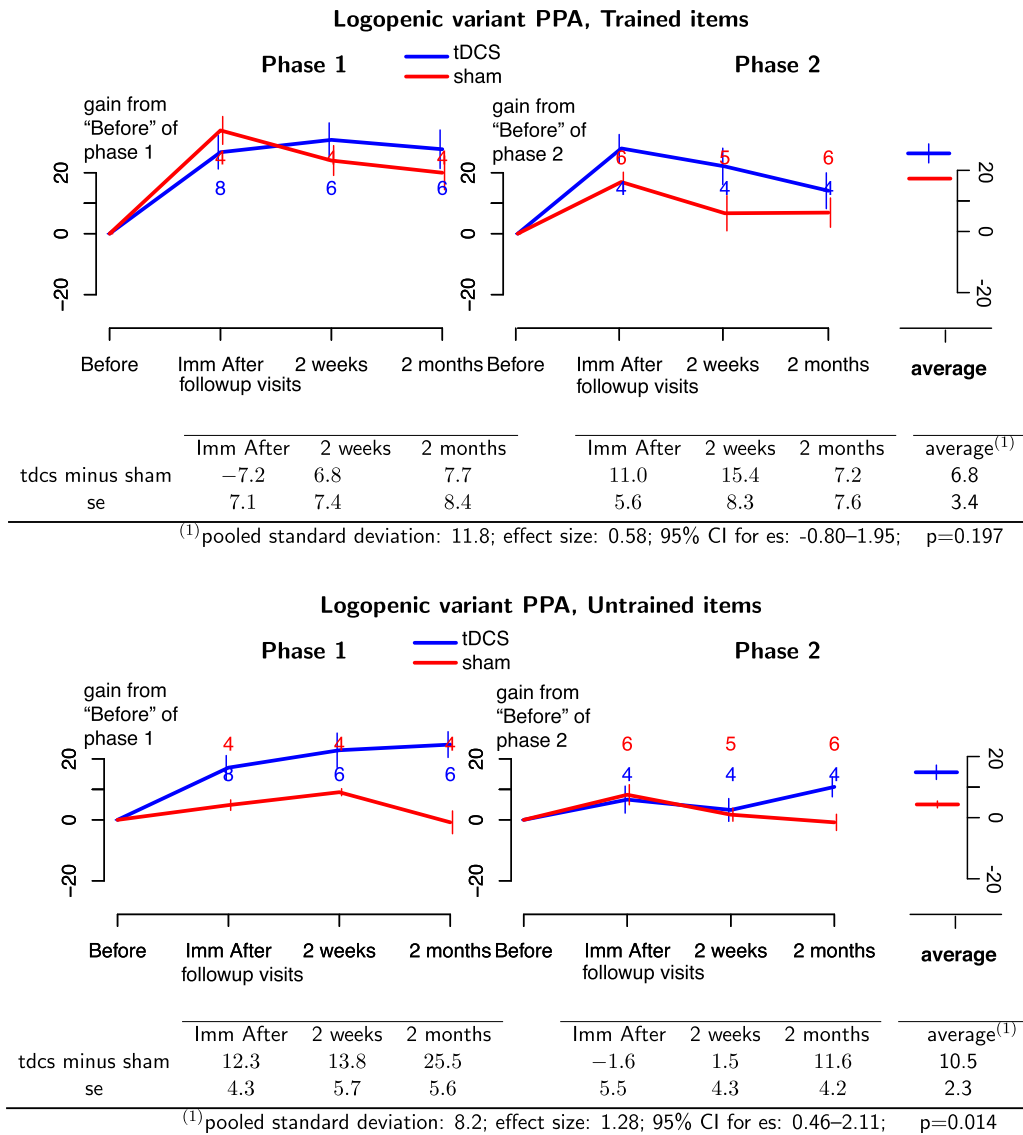 Logopenic variant PPA, Trained items
Phase 1
tDCS
sham
Phase 2
gain from
“Before” of
phase 1
gain from
“Before” of
phase 2
20
0
-20
4
4
4
8
6
6
20
0
-20
6
5
6
4
4
4
20
0
-20
Before Imm After 2 weeks 2 months
followup visits
Before Imm After 2 weeks 2 months
followup visits
average
Imm After 2 weeks 2 months Imm After 2 weeks 2 months average(1)
tdcs minus sham −7.2 6.8 7.7 11.0 15.4 7.2 6.8
se 7.1 7.4 8.4 5.6 8.3 7.6 3.4
(1)pooled standard deviation: 11.8; effect size: 0.58; 95% CI for es: -0.80–1.95; p=0.197
Logopenic variant PPA, Untrained items
Phase 1
tDCS
sham
Phase 2
gain from
“Before” of
phase 1
gain from
“Before” of
phase 2
20
0
-20
4
4
4
8
6
6
20
0
-20
6
5
6
4
4
4
20
0
-20
Before Imm After 2 weeks 2 months
followup visits
Before Imm After 2 weeks 2 months
followup visits
average
Imm After 2 weeks 2 months Imm After 2 weeks 2 months average(1)
tdcs minus sham 12.3 13.8 25.5 −1.6 1.5 11.6 10.5
se 4.3 5.7 5.6 5.5 4.3 4.2 2.3
(1)pooled standard deviation: 8.2; effect size: 1.28; 95% CI for es: 0.46–2.11; p=0.014